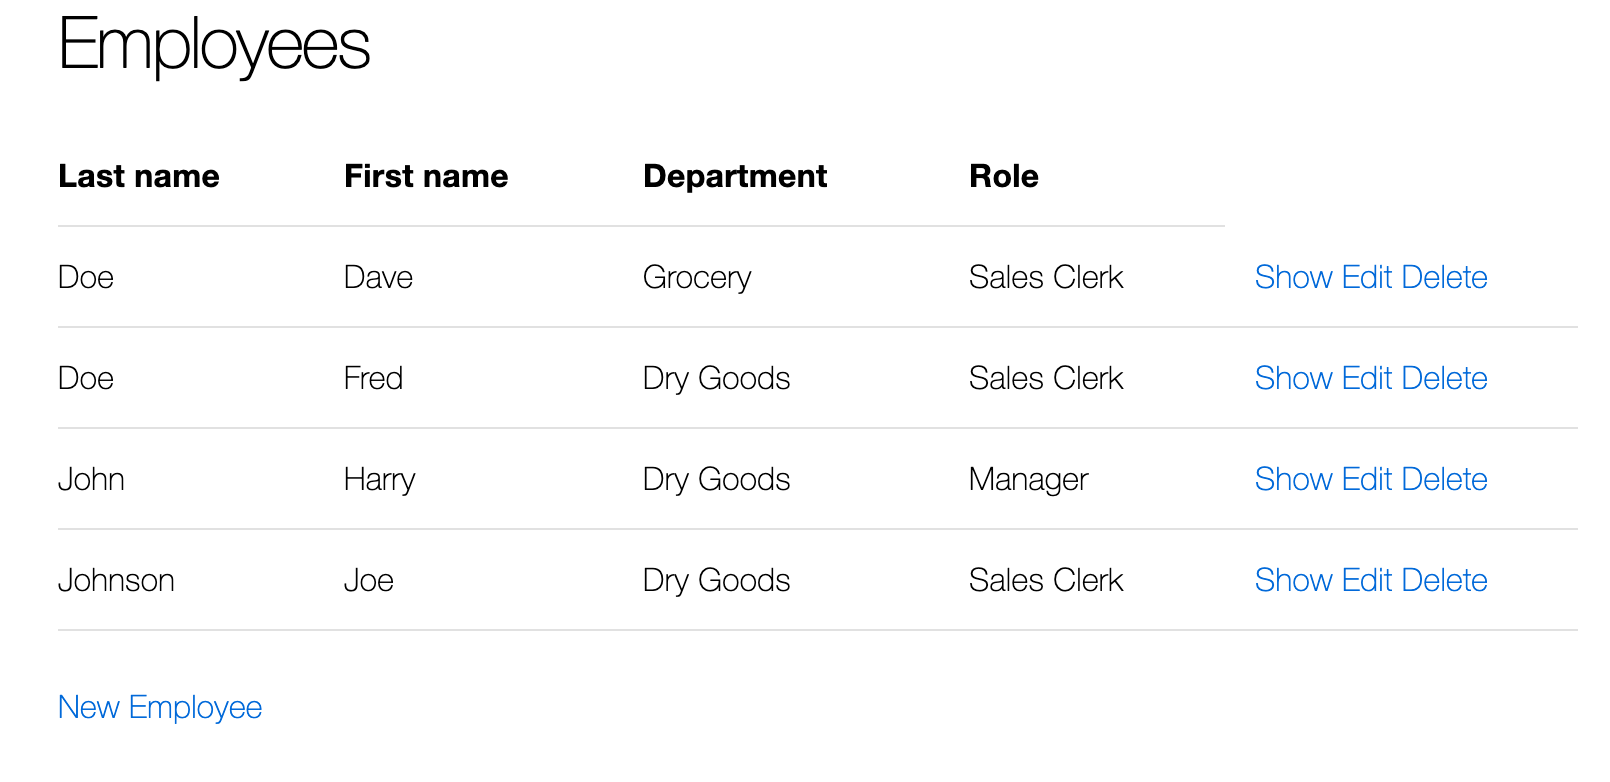 Employees
Last name First name Department Role
Doe Dave Grocery Sales Clerk Show Edit Delete
Doe Fred Dry Goods Sales Clerk Show Edit Delete
John Harry Dry Goods Manager Show Edit Delete
Johnson Joe Dry Goods Sales Clerk Show Edit Delete
New Employee